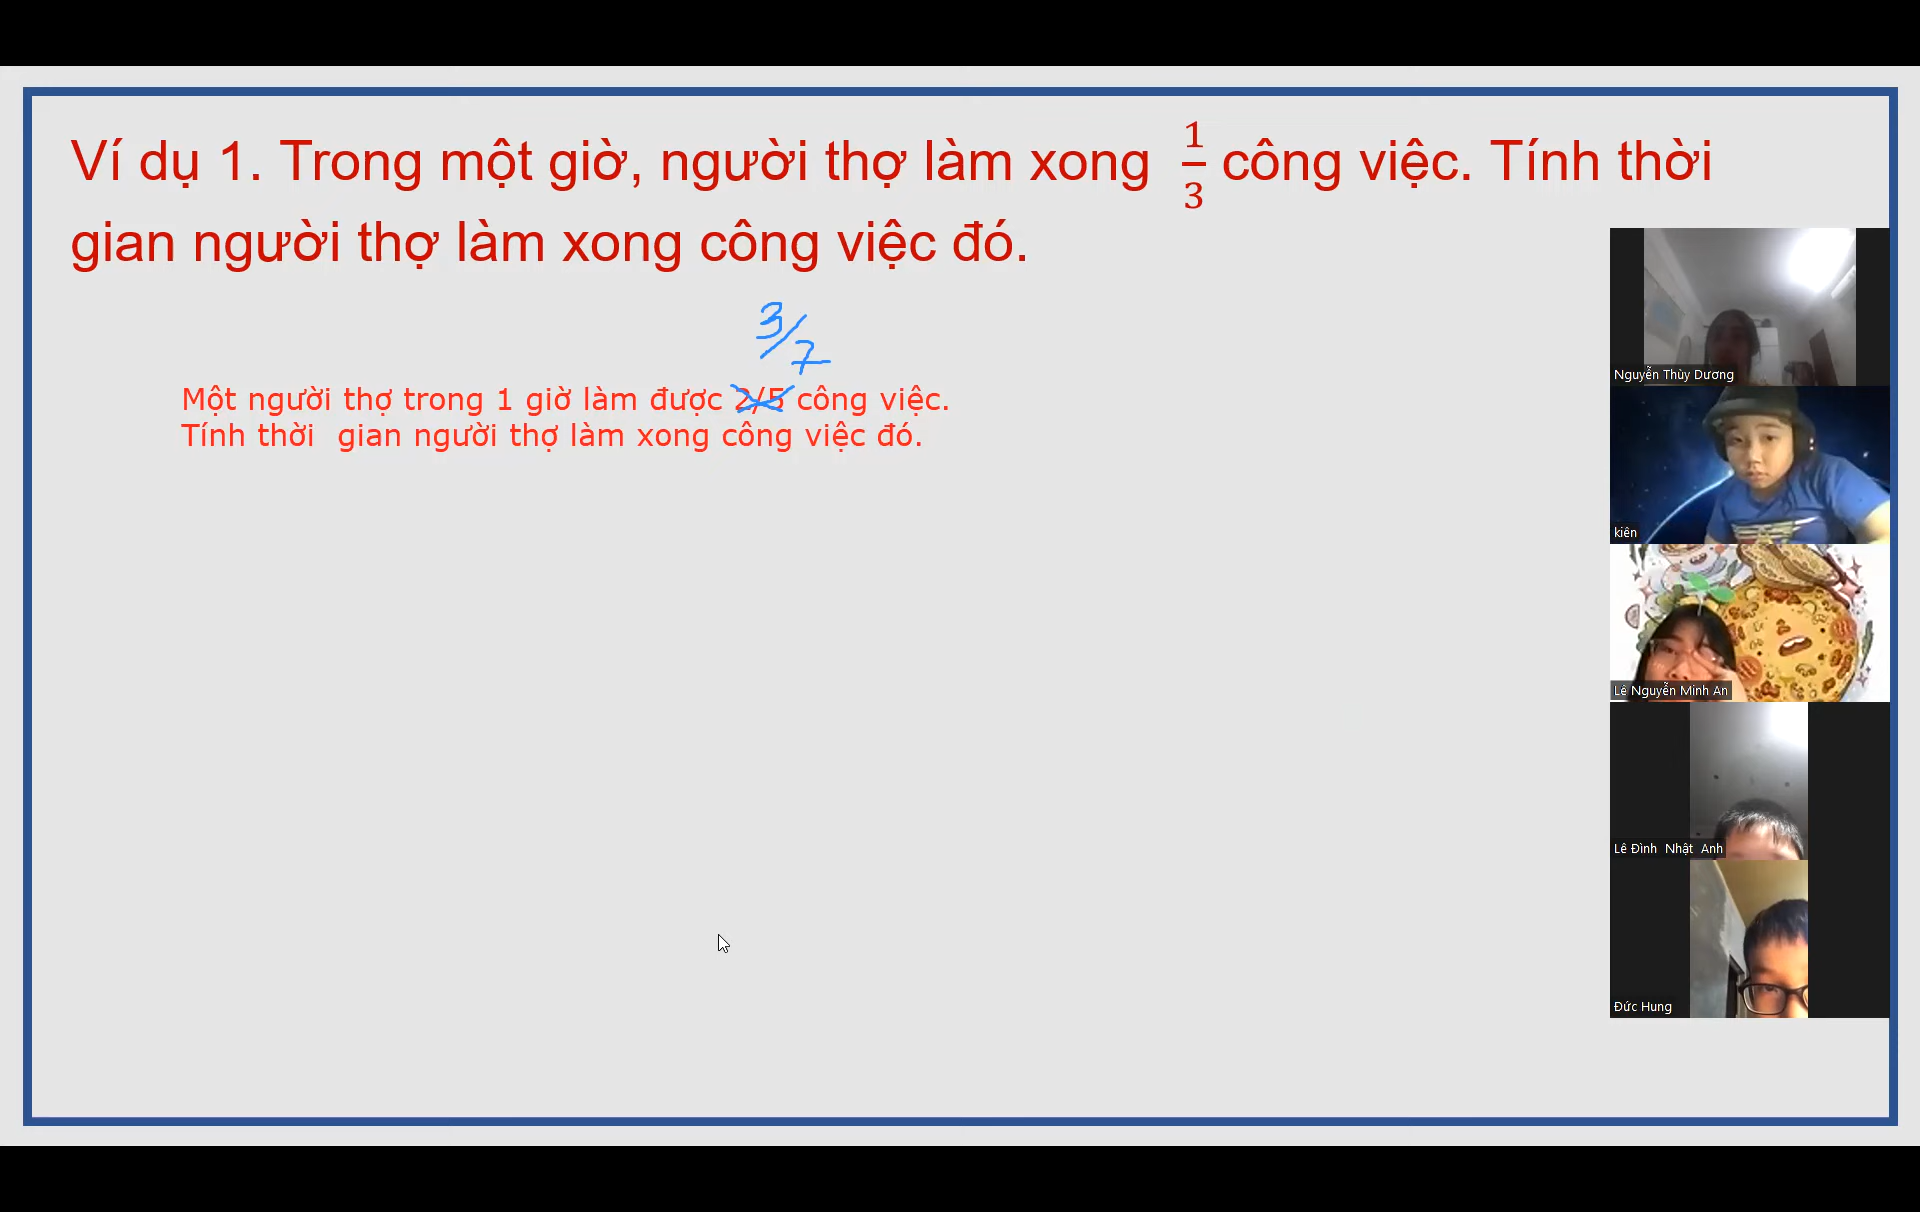 Ví dụ 1. Trong một giờ, người thợ làm xong 1/3 công việc. Tính thời
gian người thợ làm xong công việc đó.
3/7
Một người thợ trong 1 giờ làm được 2/5 công việc.
Tính thời gian người thợ làm xong công việc đó.
Nguyễn Thùy Dương
kiên
Lê Nguyễn Minh An
Lê Đình Nhật Anh
Đức Hung